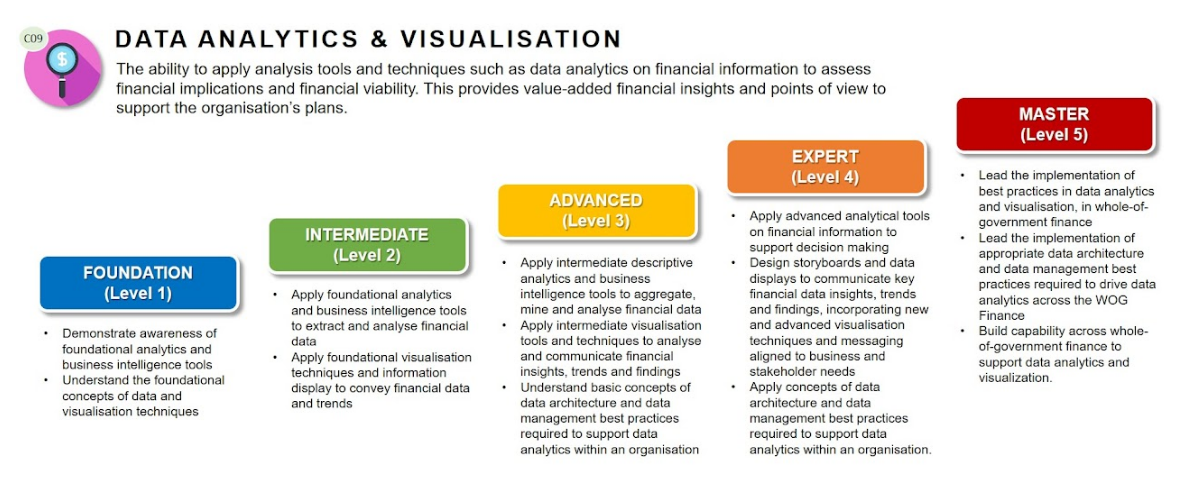 C09
DATA ANALYTICS & VISUALISATION
The ability to apply analysis tools and techniques such as data analytics on financial information to assess
financial implications and financial viability. This provides value-added financial insights and points of view to
support the organisation's plans.
FOUNDATION
(Level 1)
• Demonstrate awareness of
foundational analytics and
business intelligence tools
• Understand the foundational
concepts of data and
visualisation techniques
INTERMEDIATE
(Level 2)
• Apply foundational analytics
and business intelligence tools
to extract and analyse financial
data
• Apply foundational visualisation
techniques and information
display to convey financial data
and trends
ADVANCED
(Level 3)
• Apply intermediate descriptive
analytics and business
intelligence tools to aggregate,
mine and analyse financial data
• Apply intermediate visualisation
tools and techniques to analyse
and communicate financial
insights, trends and findings
• Understand basic concepts of
data architecture and data
management best practices
required to support data
analytics within an organisation
EXPERT
(Level 4)
• Apply advanced analytical tools
on financial information to
support decision making
• Design storyboards and data
displays to communicate key
financial data insights, trends
and findings, incorporating new
and advanced visualisation
techniques and messaging
aligned to business and
stakeholder needs
• Apply concepts of data
architecture and data
management best practices
required to support data
analytics within an organisation.
MASTER
(Level 5)
• Lead the implementation of
best practices in data analytics
and visualisation, in whole-of-
government finance
• Lead the implementation of
appropriate data architecture
and data management best
practices required to drive data
analytics across the WOG
Finance
• Build capability across whole-
of-government finance to
support data analytics and
visualization.
$